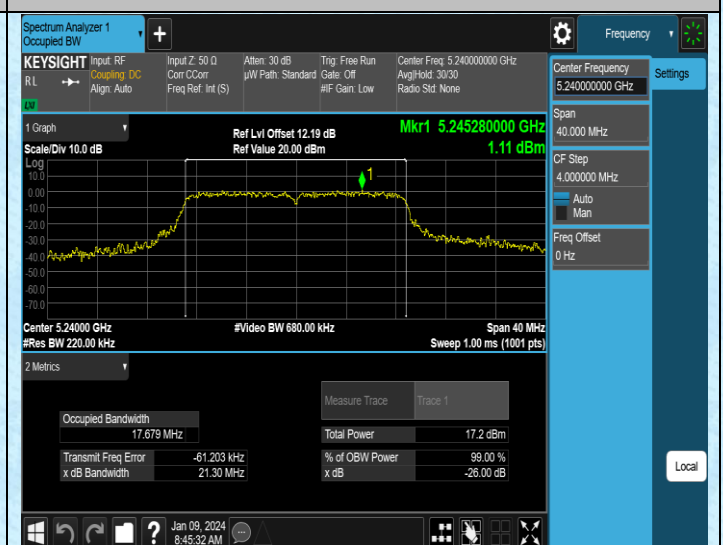 Spectrum Analyzer 1
Occupied BW
+
Frequency
KEYSIGHT
RL
Input: RF
Coupling: DC
Align: Auto
Input Z: 50 Ω
Corr CCorr
Freq Ref: Int (S)
Atten: 30 dB
µW Path: Standard
Trig: Free Run
Gate: Off
#IF Gain: Low
Center Freq: 5.240000000 GHz
Avg|Hold: 30/30
Radio Std: None
Center Frequency
5.240000000 GHz
Settings
Span
40.000 MHz
CF Step
4.000000 MHz
Auto
Man
Freq Offset
0 Hz
1 Graph
Scale/Div 10.0 dB
Ref Lvl Offset 12.19 dB
Ref Value 20.00 dBm
Mkr1 5.245280000 GHz
1.11 dBm
Log
10.0
0.00
-10.0
-20.0
-30.0
-40.0
-50.0
-60.0
-70.0
1
Center 5.24000 GHz
#Res BW 220.00 kHz
#Video BW 680.00 kHz
Span 40 MHz
Sweep 1.00 ms (1001 pts)
2 Metrics
Measure Trace Trace 1
Occupied Bandwidth
17.679 MHz
Total Power 17.2 dBm
Transmit Freq Error -61.203 kHz
% of OBW Power 99.00 %
x dB Bandwidth 21.30 MHz
x dB -26.00 dB
Local
?
Jan 09, 2024
8:45:32 AM